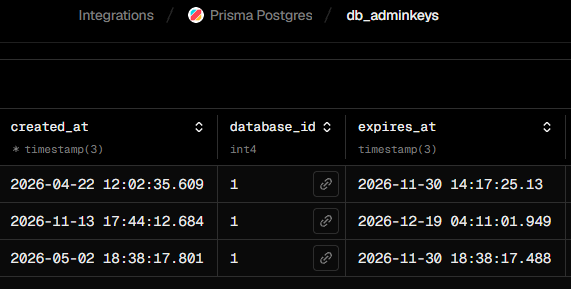 Integrations / Prisma Postgres / db_adminkeys
created_at database_id expires_at
* timestamp(3) int4 timestamp(3)
2026-04-22 12:02:35.609 1 2026-11-30 14:17:25.13
2026-11-13 17:44:12.684 1 2026-12-19 04:11:01.949
2026-05-02 18:38:17.801 1 2026-11-30 18:38:17.488